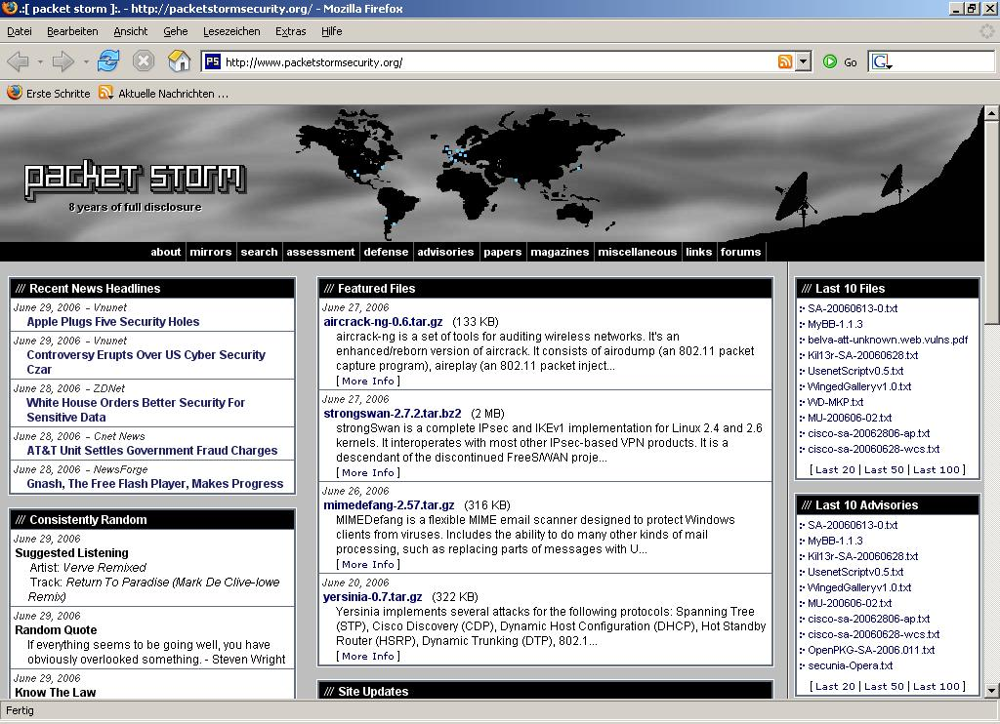 .:[ packet storm ]:. - http://packetstormsecurity.org/ - Mozilla Firefox
Datei Bearbeiten Ansicht Gehe Lesezeichen Extras Hilfe
PS http://www.packetstormsecurity.org/ Go G
Erste Schritte Aktuelle Nachrichten ...
packet storm
8 years of full disclosure
about mirrors search assessment defense advisories papers magazines miscellaneous links forums
/// Recent News Headlines
June 29, 2006 - Vnunet
Apple Plugs Five Security Holes
June 29, 2006 - Vnunet
Controversy Erupts Over US Cyber Security
Czar
June 28, 2006 - ZDNet
White House Orders Better Security For
Sensitive Data
June 28, 2006 - Cnet News
AT&T Unit Settles Government Fraud Charges
June 28, 2006 - NewsForge
Gnash, The Free Flash Player, Makes Progress
/// Consistently Random
June 29, 2006
Suggested Listening
Artist: Verve Remixed
Track: Return To Paradise (Mark De Clive-lowe
Remix)
June 29, 2006
Random Quote
If everything seems to be going well, you have
obviously overlooked something. - Steven Wright
June 29, 2006
Know The Law
/// Featured Files
June 27, 2006
aircrack-ng-0.6.tar.gz (133 KB)
aircrack-ng is a set of tools for auditing wireless networks. It's an
enhanced/reborn version of aircrack. It consists of airodump (an 802.11 packet
capture program), aireplay (an 802.11 packet inject...
[ More Info ]
June 27, 2006
strongswan-2.7.2.tar.bz2 (2 MB)
strongSwan is a complete IPsec and IKEv1 implementation for Linux 2.4 and 2.6
kernels. It interoperates with most other IPsec-based VPN products. It is a
descendant of the discontinued FreeS/WAN proje...
[ More Info ]
June 26, 2006
mimedefang-2.57.tar.gz (316 KB)
MIMEDefang is a flexible MIME email scanner designed to protect Windows
clients from viruses. Includes the ability to do many other kinds of mail
processing, such as replacing parts of messages with U...
[ More Info ]
June 20, 2006
yersinia-0.7.tar.gz (322 KB)
Yersinia implements several attacks for the following protocols: Spanning Tree
(STP), Cisco Discovery (CDP), Dynamic Host Configuration (DHCP), Hot Standby
Router (HSRP), Dynamic Trunking (DTP), 802.1...
[ More Info ]
/// Site Updates
/// Last 10 Files
SA-20060613-0.txt
MyBB-1.1.3
belva-att-unknown.web.vulns.pdf
Kil13r-SA-20060628.txt
UsenetScriptv0.5.txt
WingedGalleryv1.0.txt
WD-MKP.txt
MU-200606-02.txt
cisco-sa-20062806-ap.txt
cisco-sa-20060628-wcs.txt
[ Last 20 | Last 50 | Last 100 ]
/// Last 10 Advisories
SA-20060613-0.txt
MyBB-1.1.3
Kil13r-SA-20060628.txt
UsenetScriptv0.5.txt
WingedGalleryv1.0.txt
MU-200606-02.txt
cisco-sa-20062806-ap.txt
cisco-sa-20060628-wcs.txt
OpenPKG-SA-2006.011.txt
secunia-Opera.txt
[ Last 20 | Last 50 | Last 100 ]
Fertig